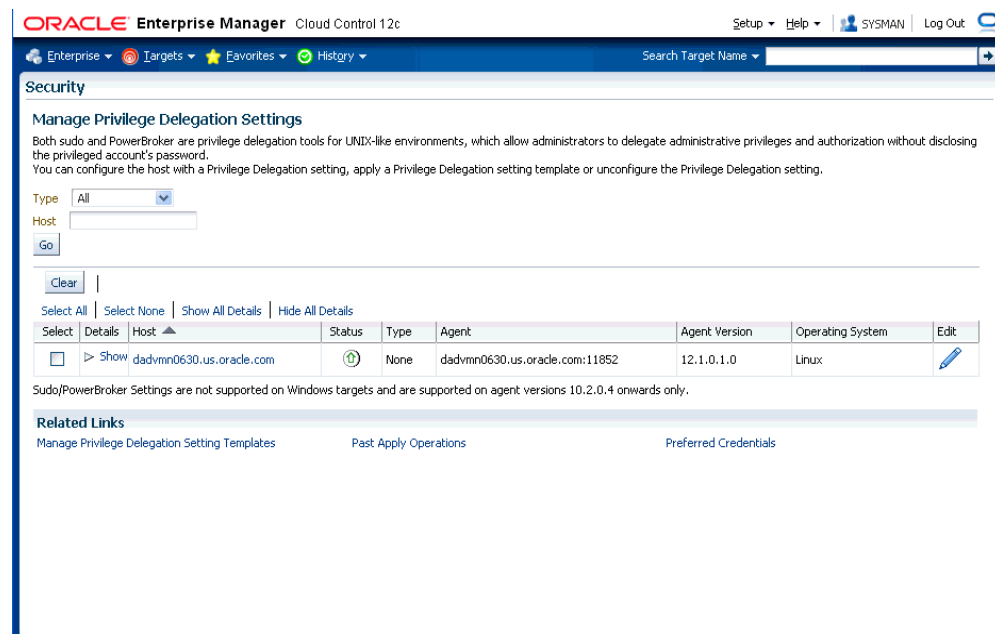 ORACLE Enterprise Manager Cloud Control 12c
Setup Help SYSMAN Log Out
Enterprise Targets Favorites History Search Target Name
Security
Manage Privilege Delegation Settings
Both sudo and PowerBroker are privilege delegation tools for UNIX-like environments, which allow administrators to delegate administrative privileges and authorization without disclosing
the privileged account's password.
You can configure the host with a Privilege Delegation setting, apply a Privilege Delegation setting template or unconfigure the Privilege Delegation setting.
Type All
Host
Go
Clear
Select All | Select None | Show All Details | Hide All Details
Select Details Host Status Type Agent Agent Version Operating System Edit
Show dadvmn0630.us.oracle.com None dadvmn0630.us.oracle.com:11852 12.1.0.1.0 Linux
Sudo/PowerBroker Settings are not supported on Windows targets and are supported on agent versions 10.2.0.4 onwards only.
Related Links
Manage Privilege Delegation Setting Templates Past Apply Operations Preferred Credentials